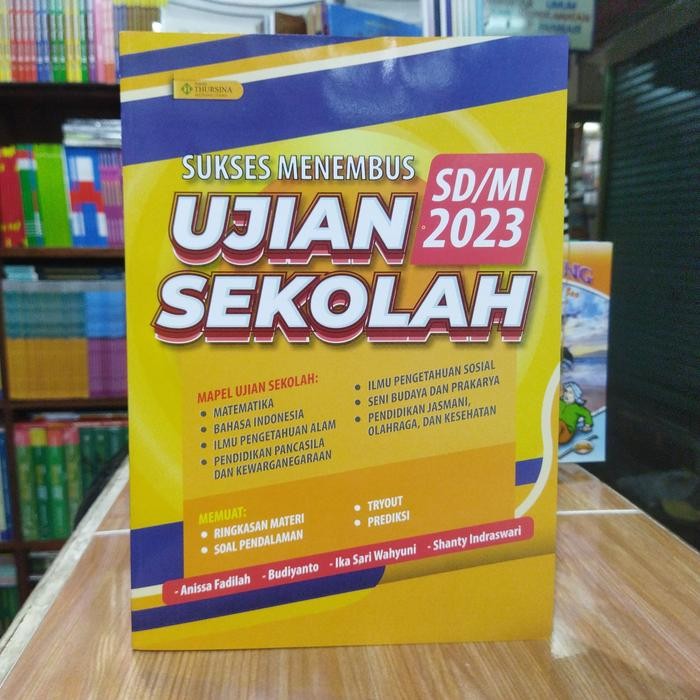 THURSINA
SUKSES MENEMBUS
UJIAN
SEKOLAH
SD/MI
2023
MAPEL UJIAN SEKOLAH:
• MATEMATIKA
• BAHASA INDONESIA
• ILMU PENGETAHUAN ALAM
• PENDIDIKAN PANCASILA
DAN KEWARGANEGARAAN
• ILMU PENGETAHUAN SOSIAL
• SENI BUDAYA DAN PRAKARYA
• PENDIDIKAN JASMANI,
OLAHRAGA, DAN KESEHATAN
MEMUAT:
• RINGKASAN MATERI
• SOAL PENDALAMAN
• TRYOUT
• PREDIKSI
- Anissa Fadilah - Budiyanto - Ika Sari Wahyuni - Shanty Indraswari